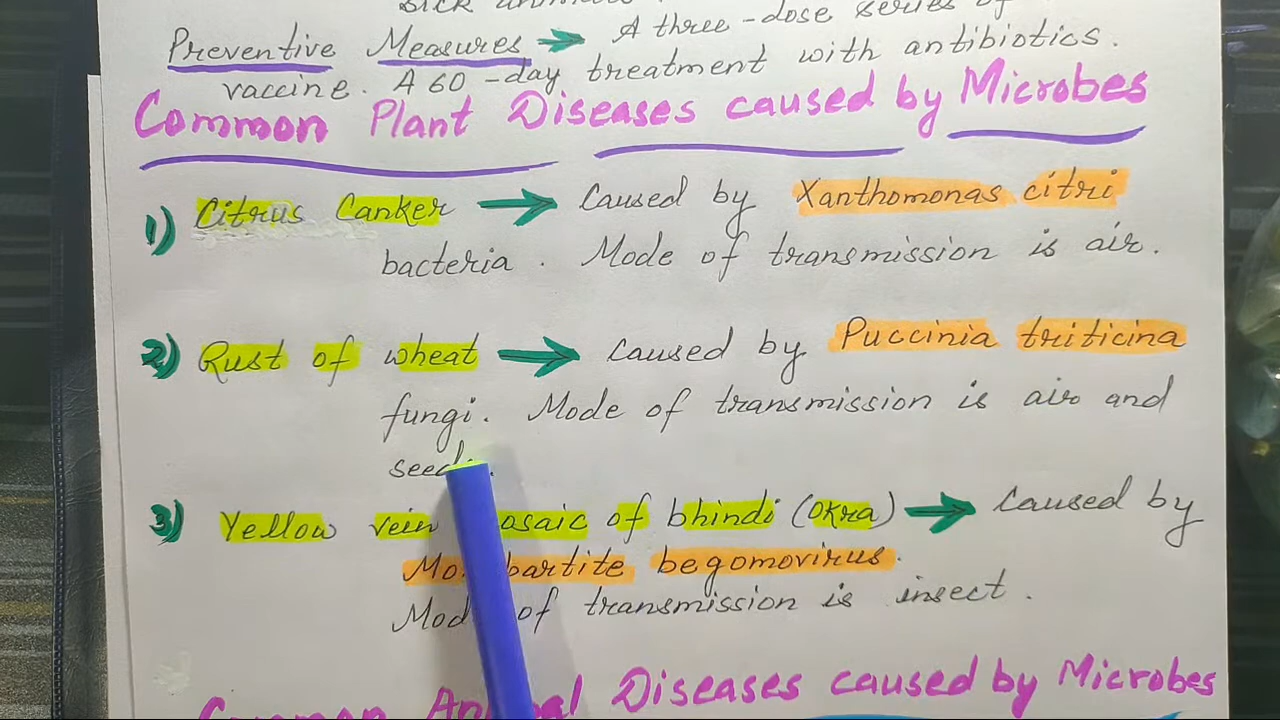 A three-dose series of
Preventive Measures →
vaccine. A 60-day treatment with antibiotics.
Common Plant Diseases caused by Microbes
1) Citrus Canker → Caused by Xanthomonas citri
bacteria. Mode of transmission is air.
2) Rust of wheat → Caused by Puccinia triticina
fungi. Mode of transmission is air and
3) Yellow vein of bhindi (Okra) → Caused by
begomovirus.
of transmission is insect.
Diseases caused by Microbes